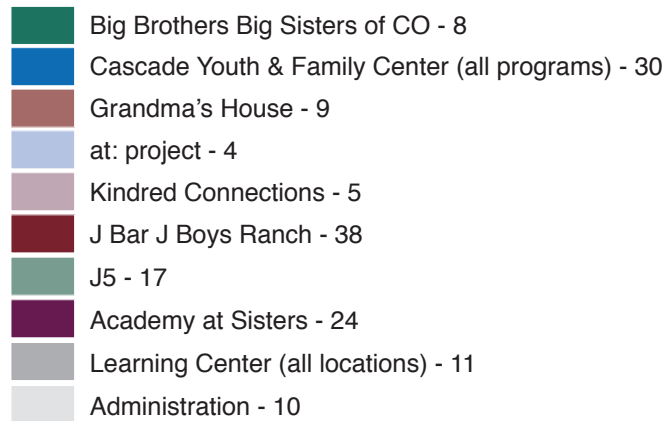 Big Brothers Big Sisters of CO - 8
Cascade Youth & Family Center (all programs) - 30
Grandma’s House - 9
at: project - 4
Kindred Connections - 5
J Bar J Boys Ranch - 38
J5 - 17
Academy at Sisters - 24
Learning Center (all locations) - 11
Administration - 10